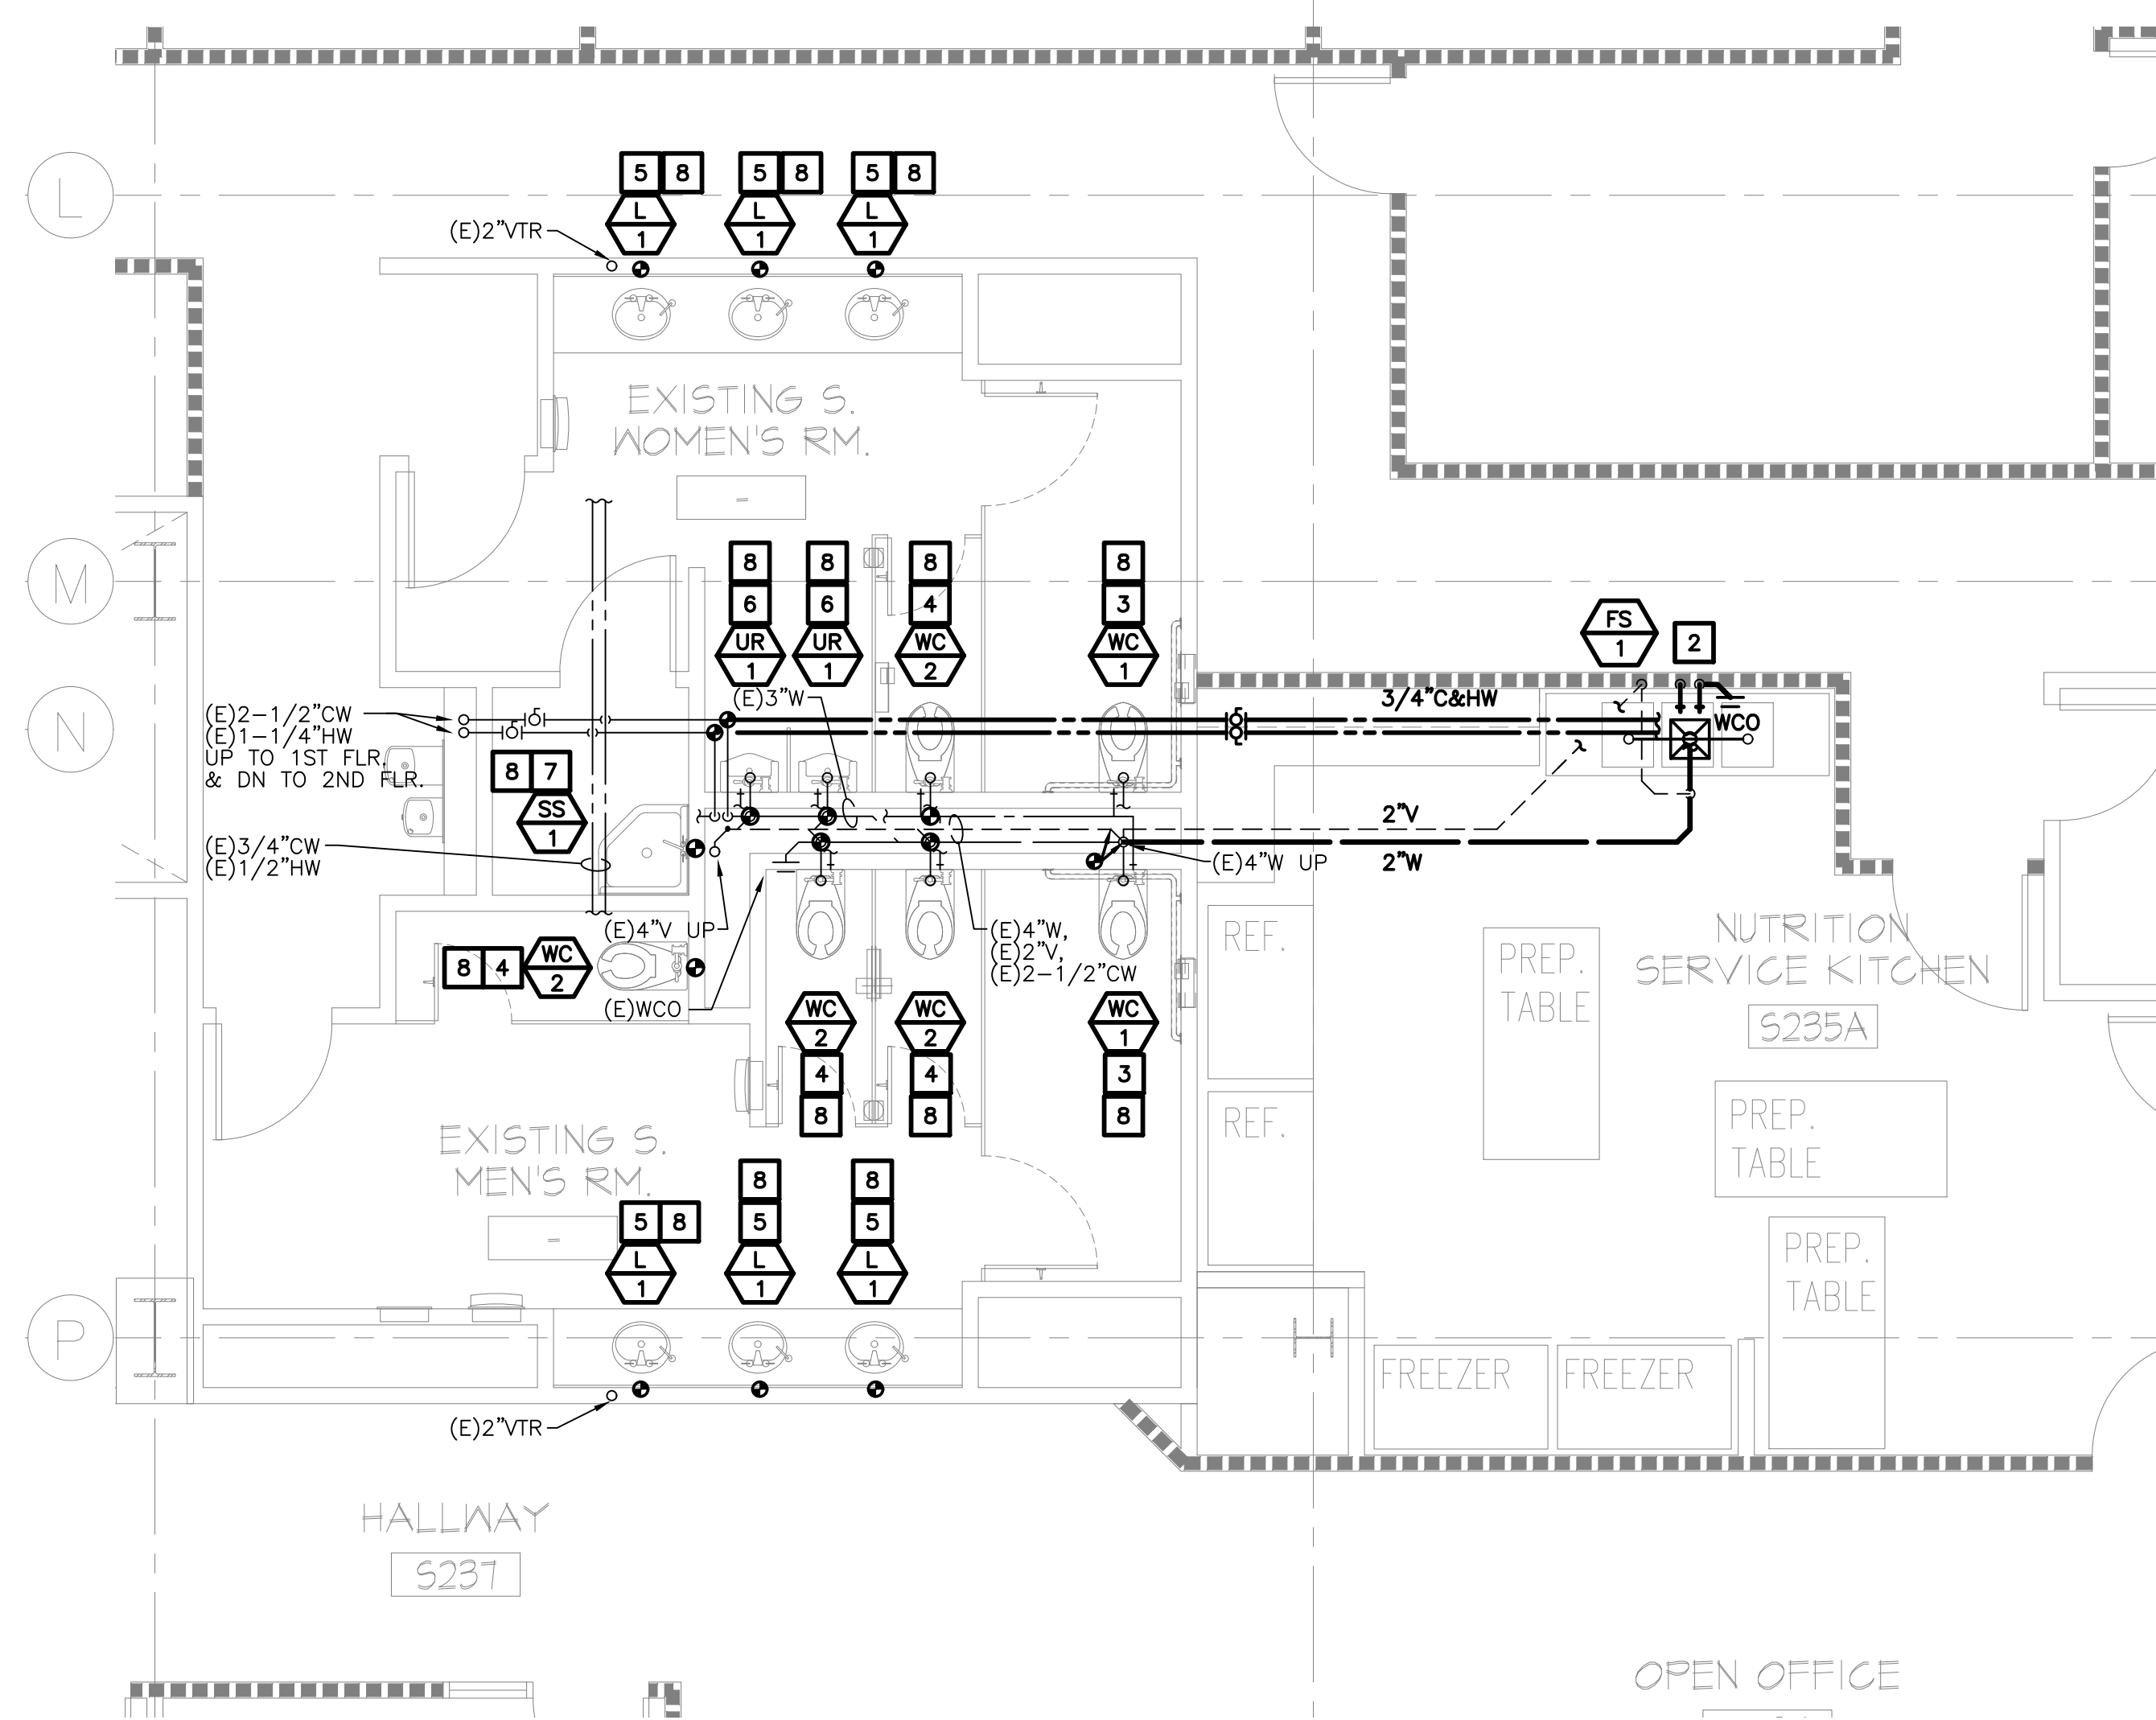 L
5 8
5 8
5 8
L
1
L
1
L
1
(E)2"VTR
EXISTING S.
WOMEN'S RM.
M
8
6
UR
1
8
6
UR
1
8
4
WC
2
8
3
WC
1
FS
1
2
N
(E)2-1/2"CW
(E)1-1/4"HW
UP TO 1ST FLR.
& DN TO 2ND FLR.
(E)3"W
3/4"C&HW
WCO
8 7
SS
1
2"V
(E)3/4"CW
(E)1/2"HW
(E)4"W UP
2"W
(E)4"V UP
(E)4"W,
(E)2"V,
(E)2-1/2"CW
REF.
PREP.
TABLE
NUTRITION
SERVICE KITCHEN
S235A
8 4
WC
2
(E)WCO
WC
2
4
8
WC
2
4
8
WC
1
3
8
REF.
PREP.
TABLE
EXISTING S.
MEN'S RM.
5 8
L
1
8
5
L
1
8
5
L
1
PREP.
TABLE
P
FREEZER
FREEZER
(E)2"VTR
HALLWAY
S237
OPEN OFFICE